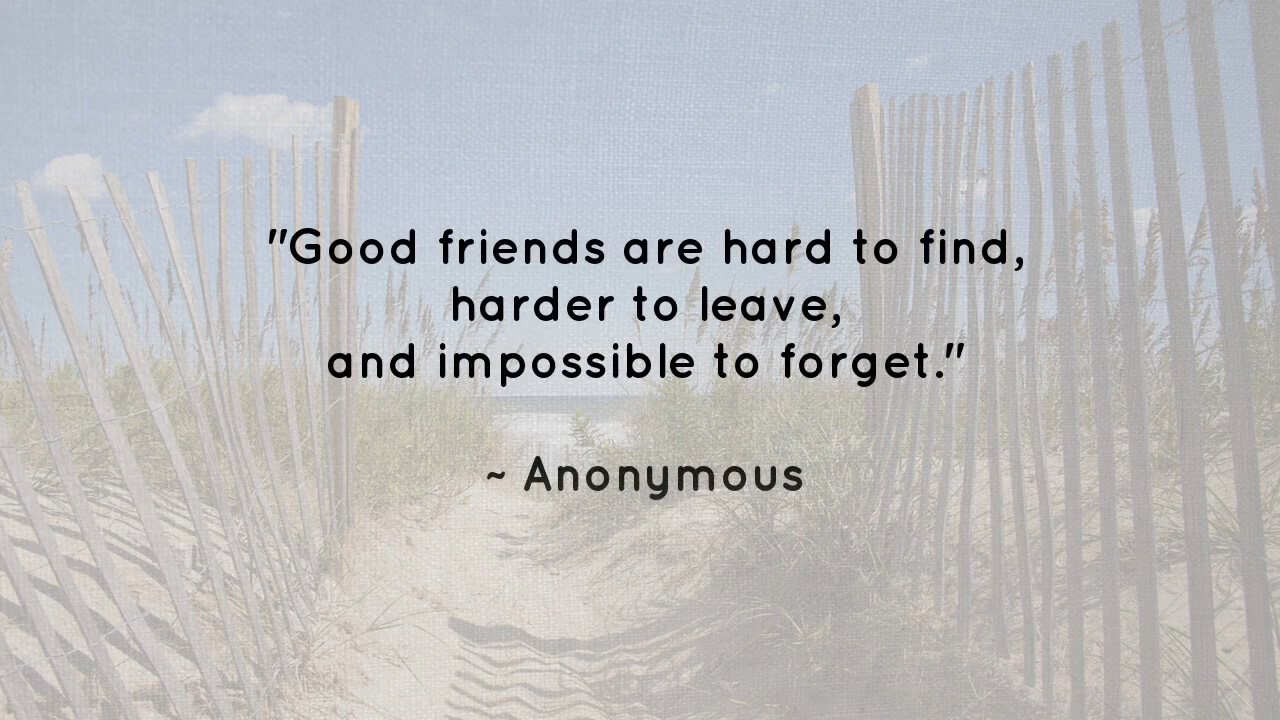 "Good friends are hard to find,
harder to leave,
and impossible to forget."
~ Anonymous